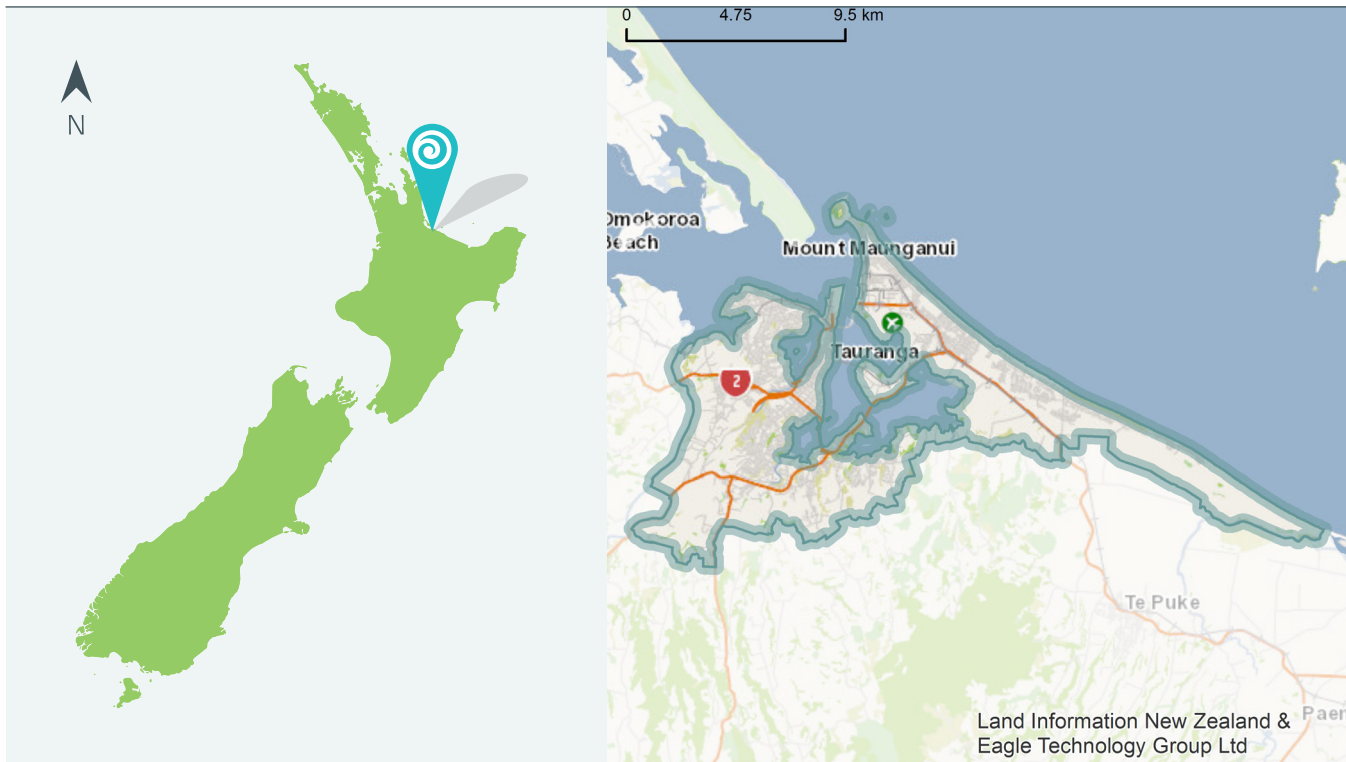 N
0 4.75 9.5 km
Omokoroa
Beach
Mount Maunganui
Tauranga
2
Te Puke
Paen
Land Information New Zealand &
Eagle Technology Group Ltd